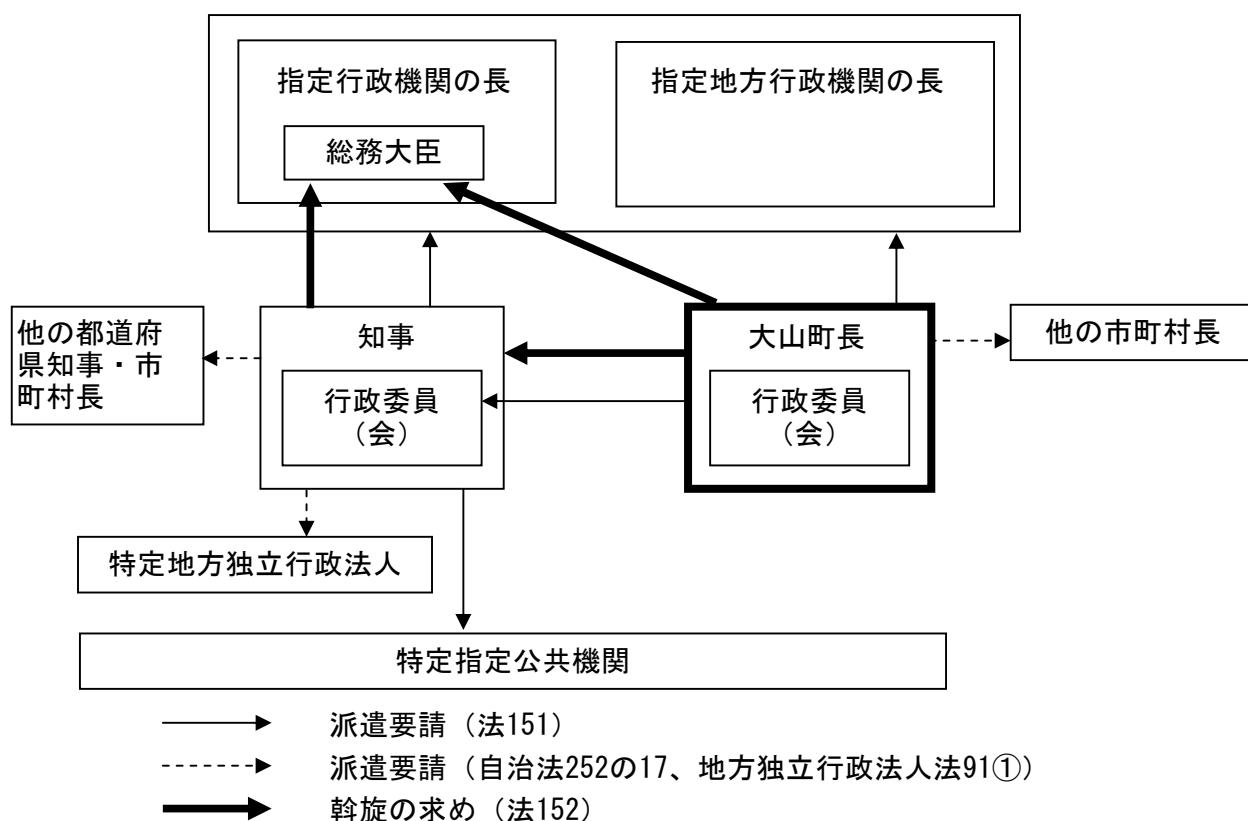 指定行政機関の長
指定地方行政機関の長
総務大臣
他の都道府
県知事・市
町村長
知事
大山町長
他の市町村長
行政委員
（会）
行政委員
（会）
特定地方独立行政法人
特定指定公共機関
派遣要請（法151）
派遣要請（自治法252の17、地方独立行政法人法91①）
斡旋の求め（法152）